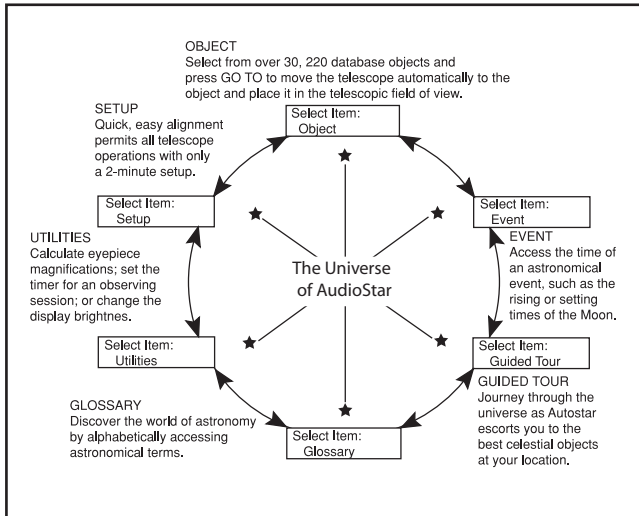 OBJECT
Select from over 30, 220 database objects and
press GO TO to move the telescope automatically to the
object and place it in the telescopic field of view.
Select Item:
Object
SETUP
Quick, easy alignment
permits all telescope
operations with only
a 2-minute setup.
Select Item:
Setup
Select Item:
Event
EVENT
Access the time of
an astronomical
event, such as the
rising or setting
times of the Moon.
UTILITIES
Calculate eyepiece
magnifications; set the
timer for an observing
session; or change the
display brightnes.
The Universe
of AudioStar
Select Item:
Utilities
Select Item:
Guided Tour
GUIDED TOUR
Journey through the
universe as Autostar
escorts you to the
best celestial objects
at your location.
GLOSSARY
Discover the world of astronomy
by alphabetically accessing
astronomical terms.
Select Item:
Glossary